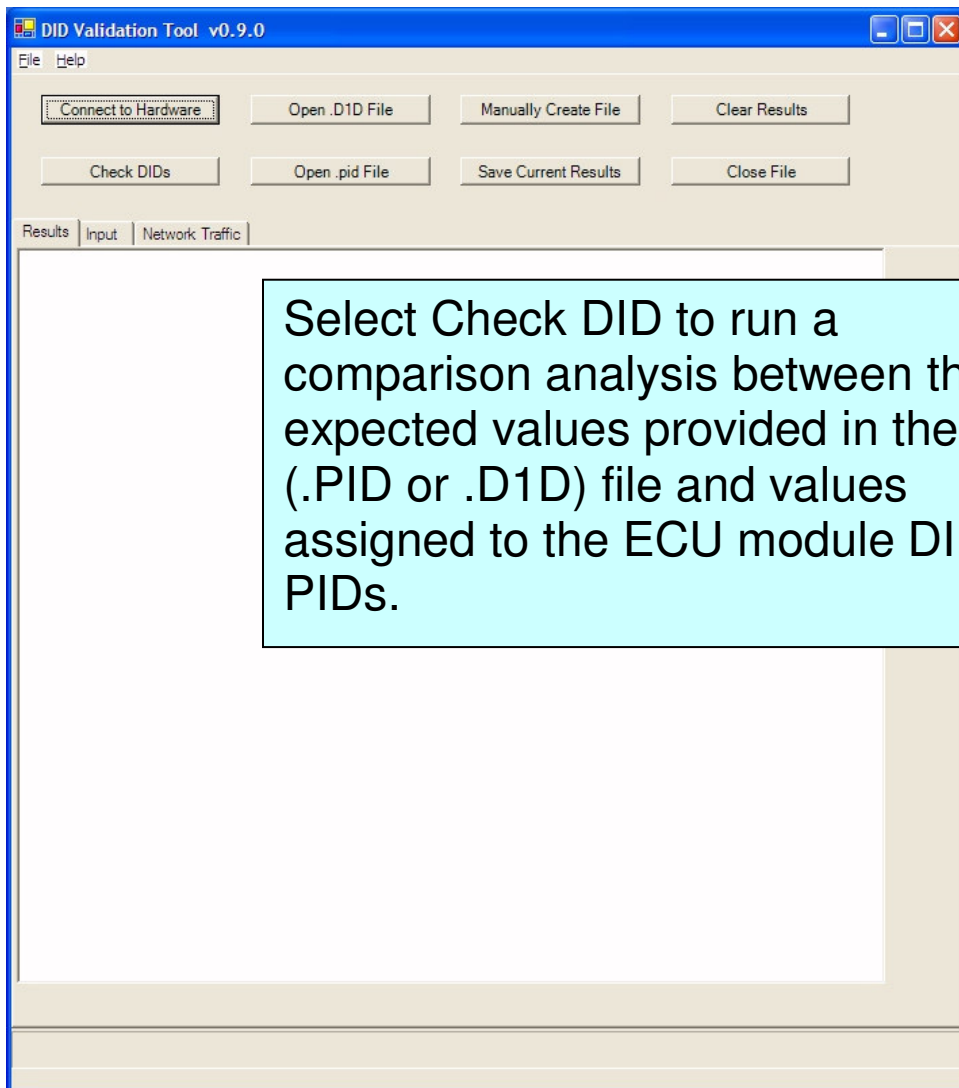 DID Validation Tool v0.9.0
File Help
Connect to Hardware Open .D1D File Manually Create File Clear Results
Check DIDs Open .pid File Save Current Results Close File
Results Input Network Traffic
Select Check DID to run a
comparison analysis between th
expected values provided in the
(.PID or .D1D) file and values
assigned to the ECU module DI
PIDs.